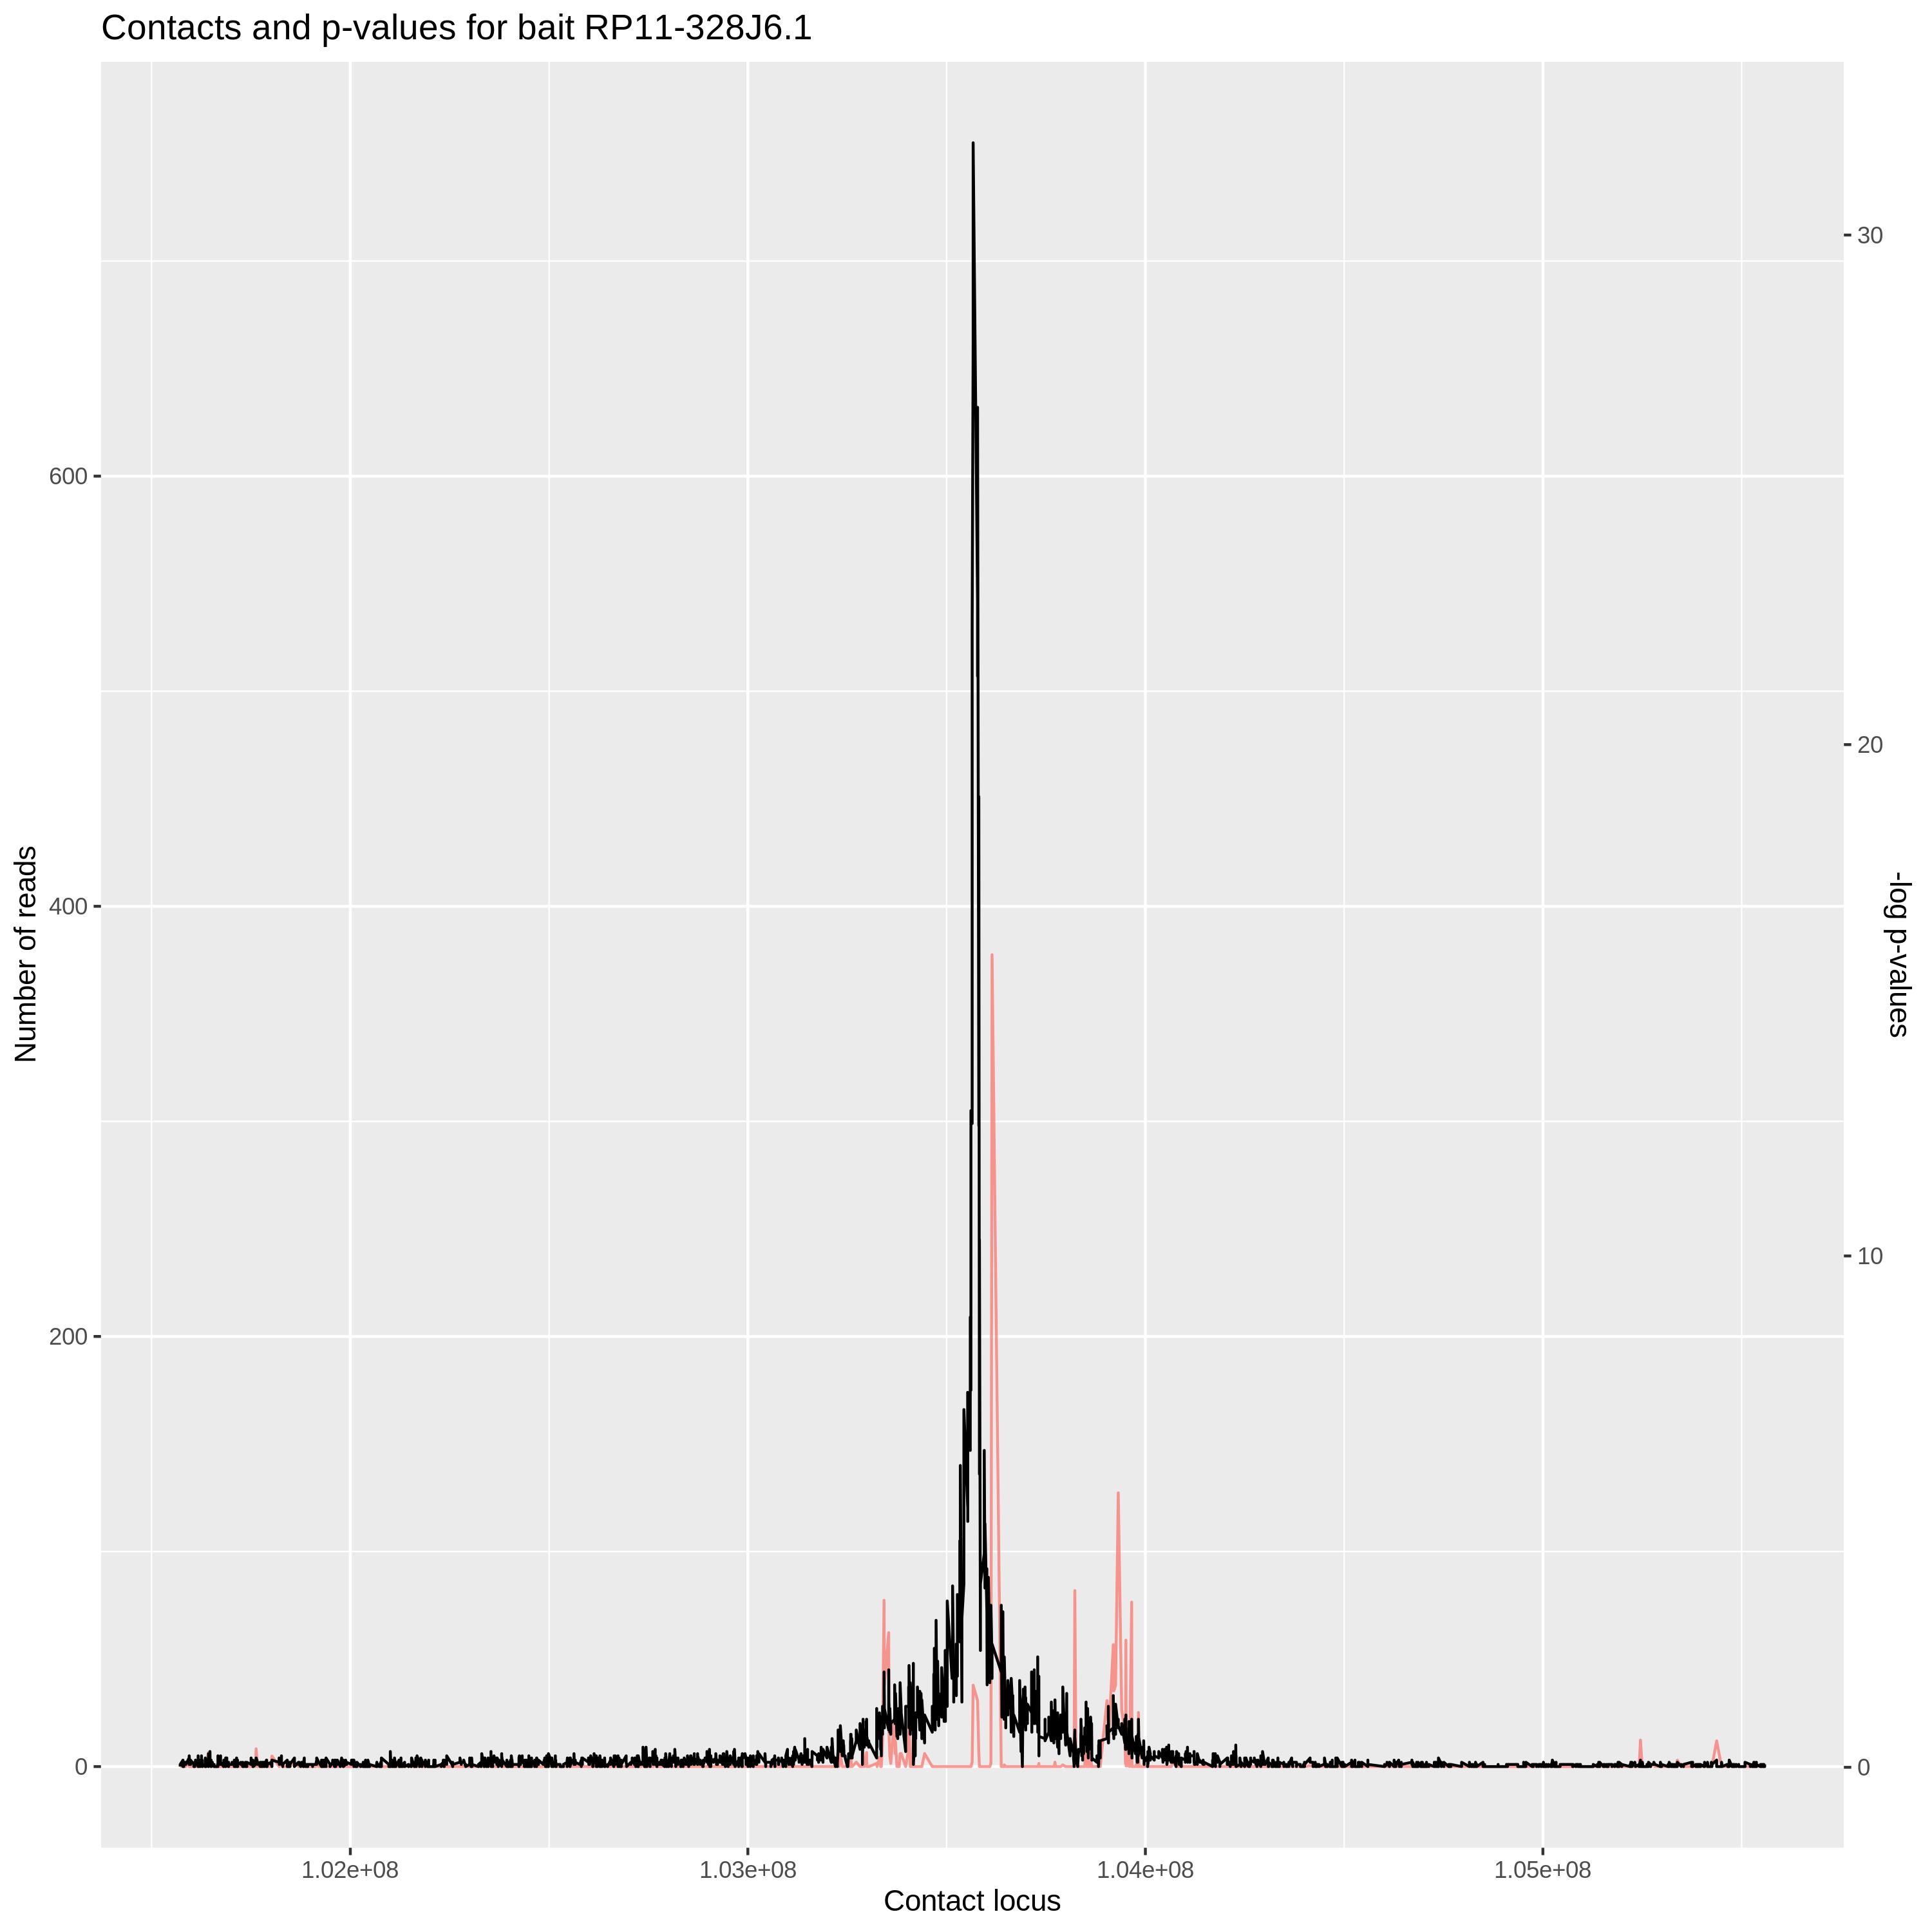 Contacts and p-values for bait RP11-328J6.1
Number of reads
600
400
200
0
30
20
10
0
-log p-values
1.02e+08
1.03e+08
1.04e+08
1.05e+08
Contact locus